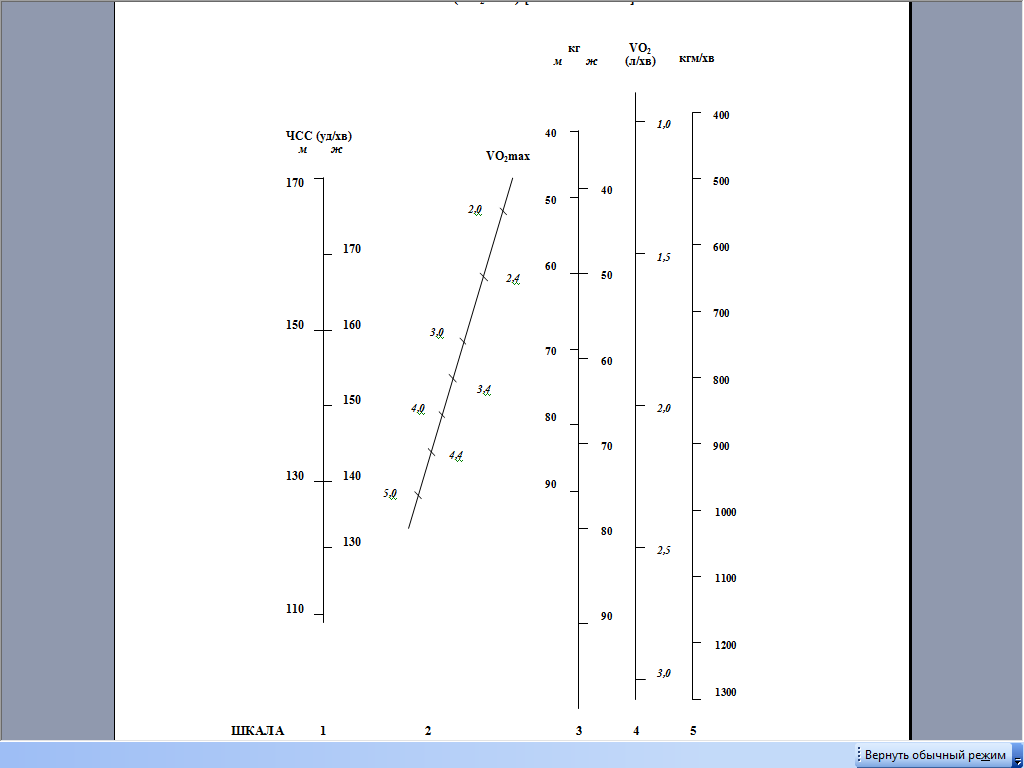 кг VO2 кгм/хв
м ж (л/хв)
1,0 400
ЧСС (уд/хв) 40
м ж VO2max
170 500
40
2,0 50
170 600
1,5
60 50
2,4
700
150 160 3,0
70 60
800
3,4
150 4,0 2,0
80
70 900
4,4
130 140 90
5,0
1000
80
130 2,5
1100
110 90
1200
3,0
1300
ШКАЛА 1 2 3 4 5
Вернуть обычный режим